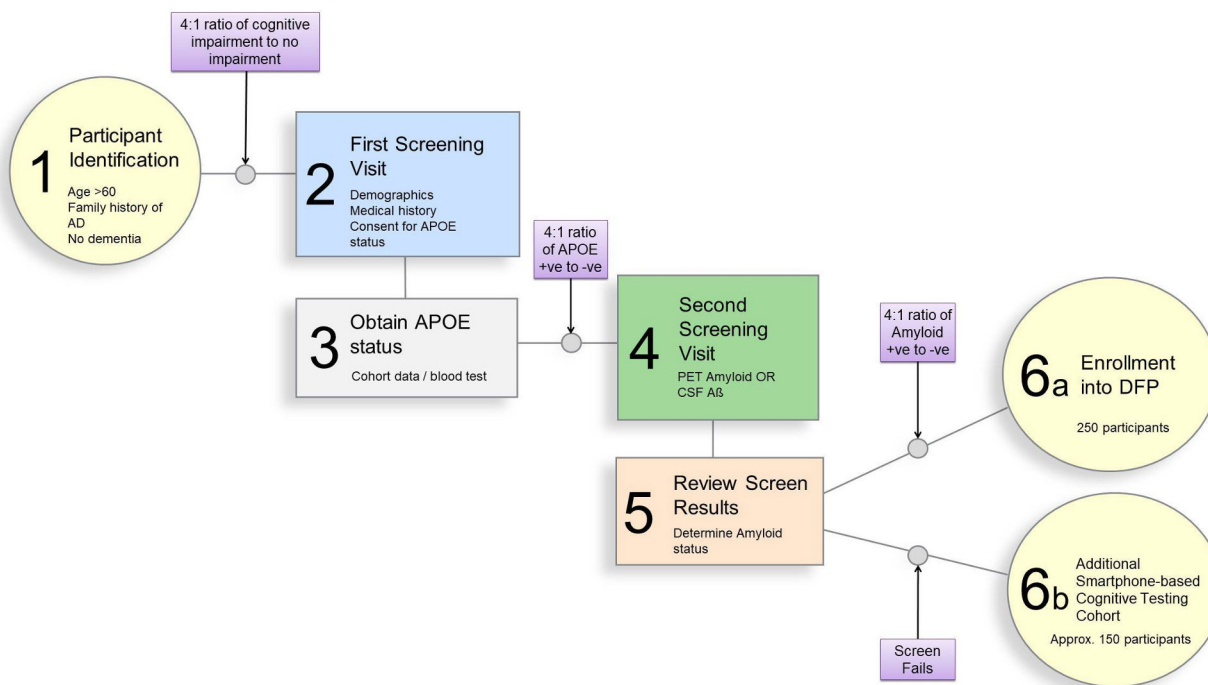 4:1 ratio of cognitive
impairment to no
impairment
1
Participant
Identification
Age >60
Family history of
AD
No dementia
2
First Screening
Visit
Demographics
Medical history
Consent for APOE
status
3
Obtain APOE
status
Cohort data / blood test
4:1 ratio
of APOE
+ve to -ve
4
Second
Screening
Visit
PET Amyloid OR
CSF Aß
5
Review Screen
Results
Determine Amyloid
status
4:1 ratio of
Amyloid
+ve to -ve
6a
Enrollment
into DFP
250 participants
Screen
Fails
6b
Additional
Smartphone-based
Cognitive Testing
Cohort
Approx. 150 participants